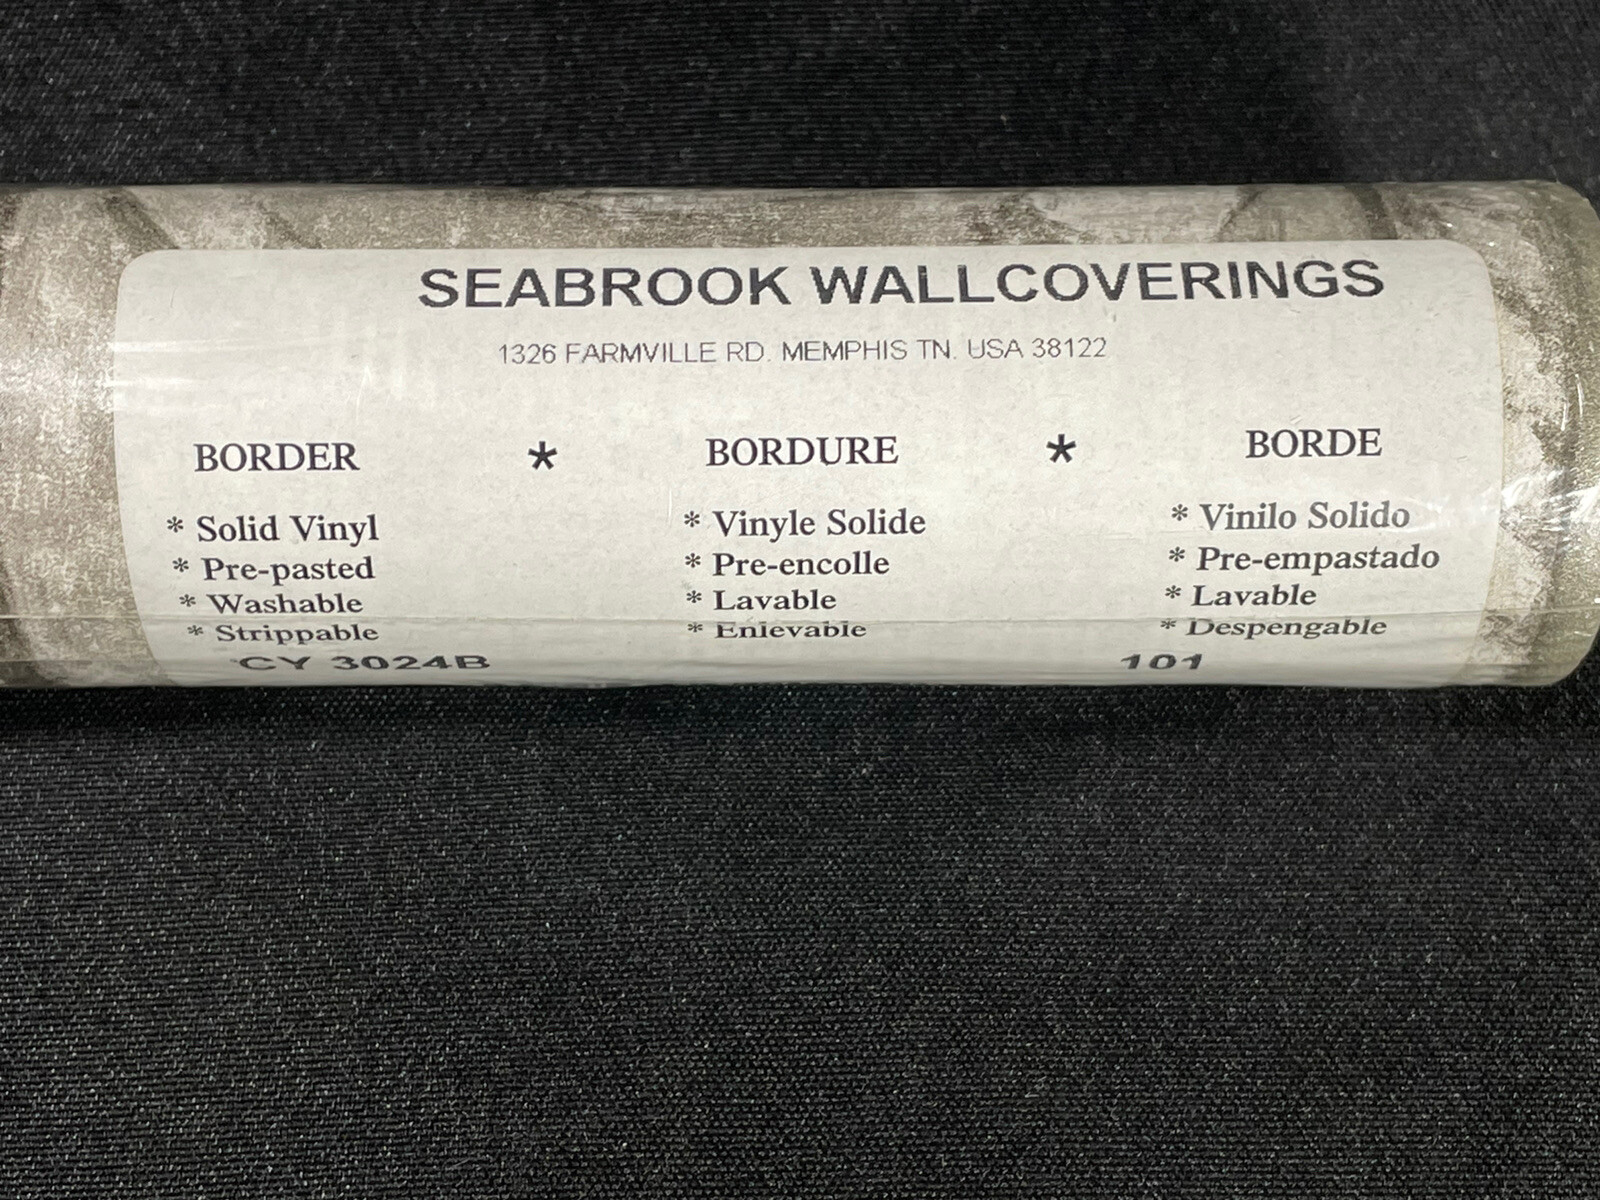 SEABROOK WALLCOVERINGS
1326 FARMVILLE RD. MEMPHIS TN. USA 38122
BORDER * BORDURE * BORDE
* Solid Vinyl * Vinyle Solide * Vinilo Solido
* Pre-pasted * Pre-encolle * Pre-empastado
* Washable * Lavable * Lavable
* Strippable * Enlevable * Despengable
CY 3024B 101